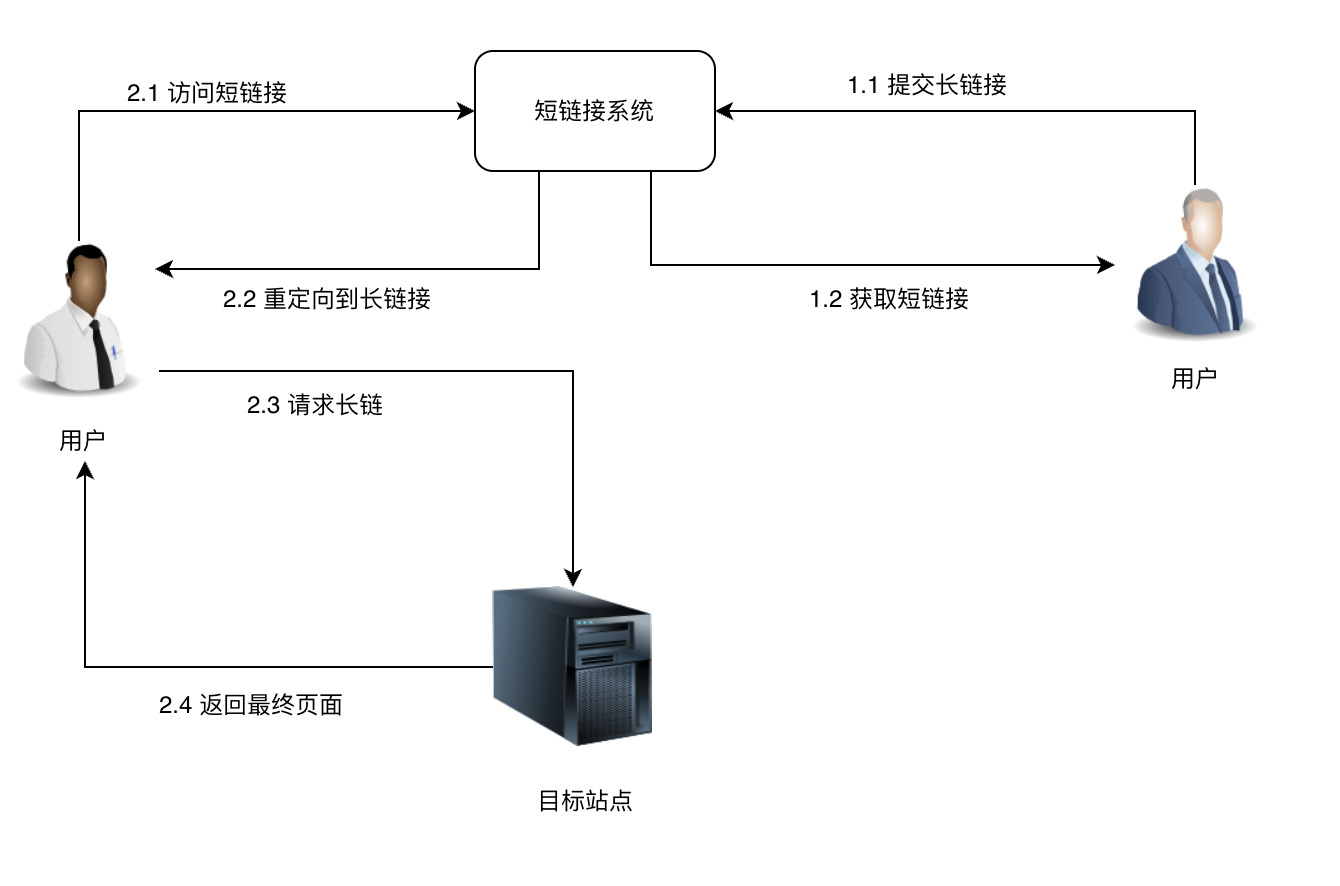 2.1 访问短链接
短链接系统
1.1 提交长链接
2.2 重定向到长链接
1.2 获取短链接
用户
2.3 请求长链
用户
2.4 返回最终页面
目标站点